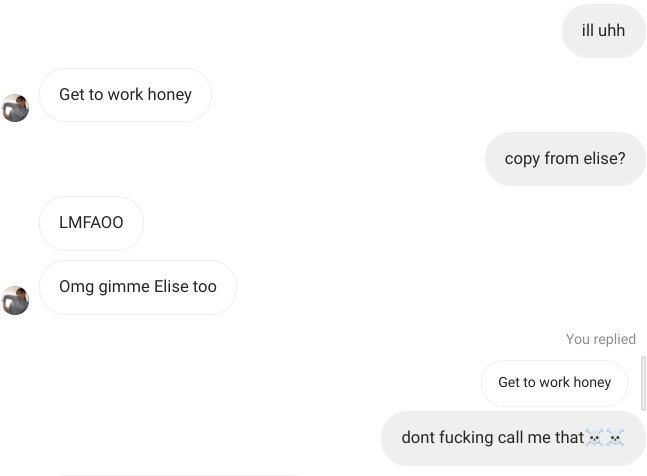 ill uhh
Get to work honey
copy from elise?
LMFAOO
Omg gimme Elise too
You replied
Get to work honey
dont fucking call me that☠️☠️